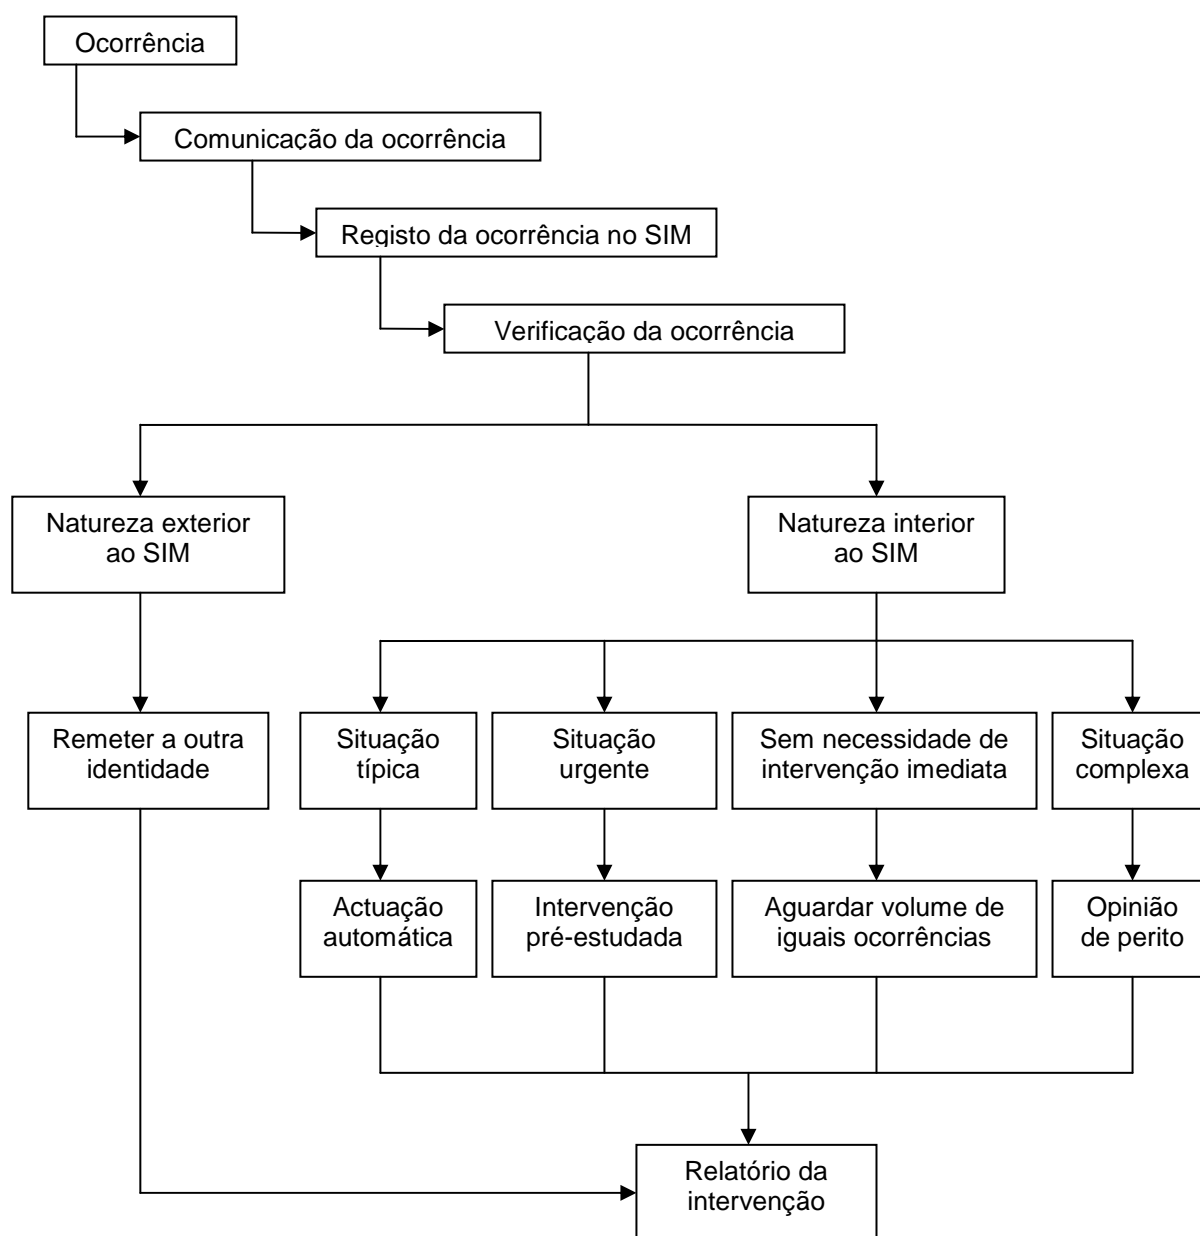 Ocorrência
Comunicação da ocorrência
Registo da ocorrência no SIM
Verificação da ocorrência
Natureza exterior
ao SIM
Natureza interior
ao SIM
Remeter a outra
identidade
Situação
típica
Situação
urgente
Sem necessidade de
intervenção imediata
Situação
complexa
Actuação
automática
Intervenção
pré-estudada
Aguardar volume de
iguais ocorrências
Opinião
de perito
Relatório da
intervenção